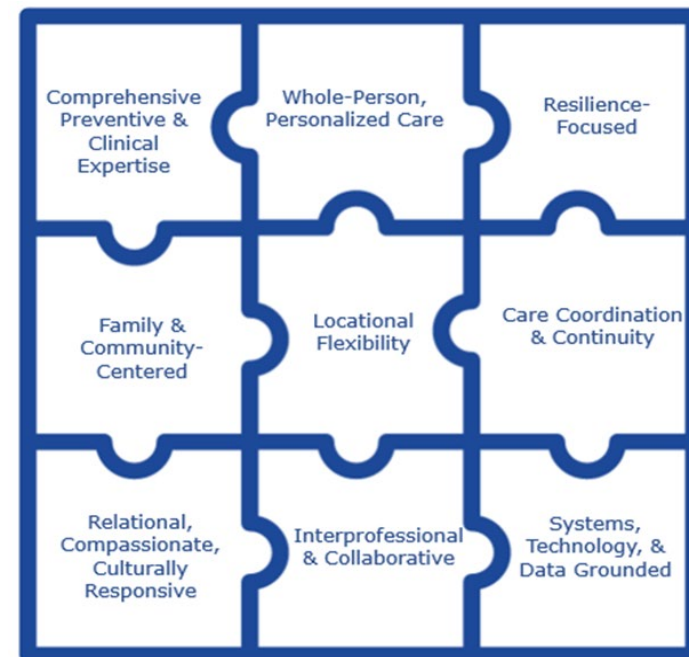 Comprehensive
Preventive &
Clinical
Expertise
Whole-Person,
Personalized Care
Resilience-
Focused
Family &
Community-
Centered
Locational
Flexibility
Care Coordination
& Continuity
Relational,
Compassionate,
Culturally
Responsive
Interprofessional
& Collaborative
Systems,
Technology, &
Data Grounded